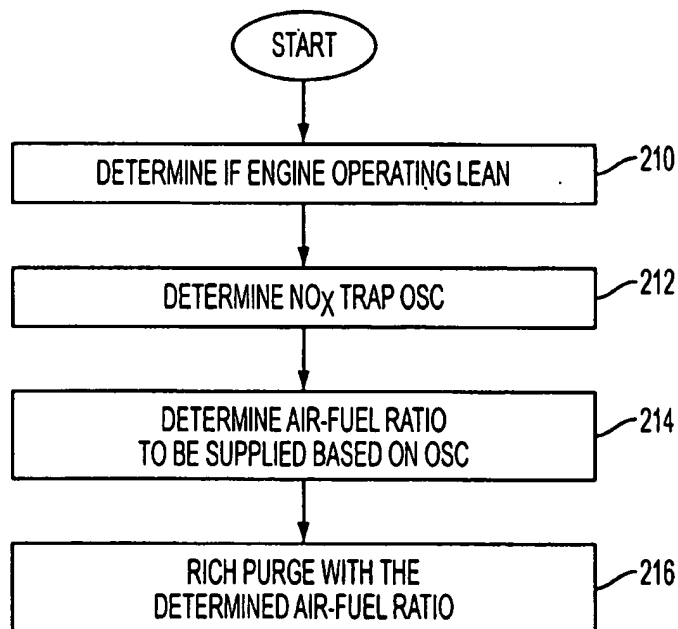 START
DETERMINE IF ENGINE OPERATING LEAN
210
DETERMINE NOX TRAP OSC
212
DETERMINE AIR-FUEL RATIO
TO BE SUPPLIED BASED ON OSC
214
RICH PURGE WITH THE
DETERMINED AIR-FUEL RATIO
216